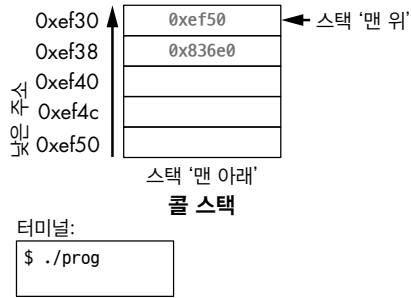 0xef30 0xef50 스택 ‘맨 위’
0xef38 0x836e0
0xef40
0xef4c
0xef50
낮은 주소
스택 ‘맨 아래’
콜 스택
터미널:
$ ./prog